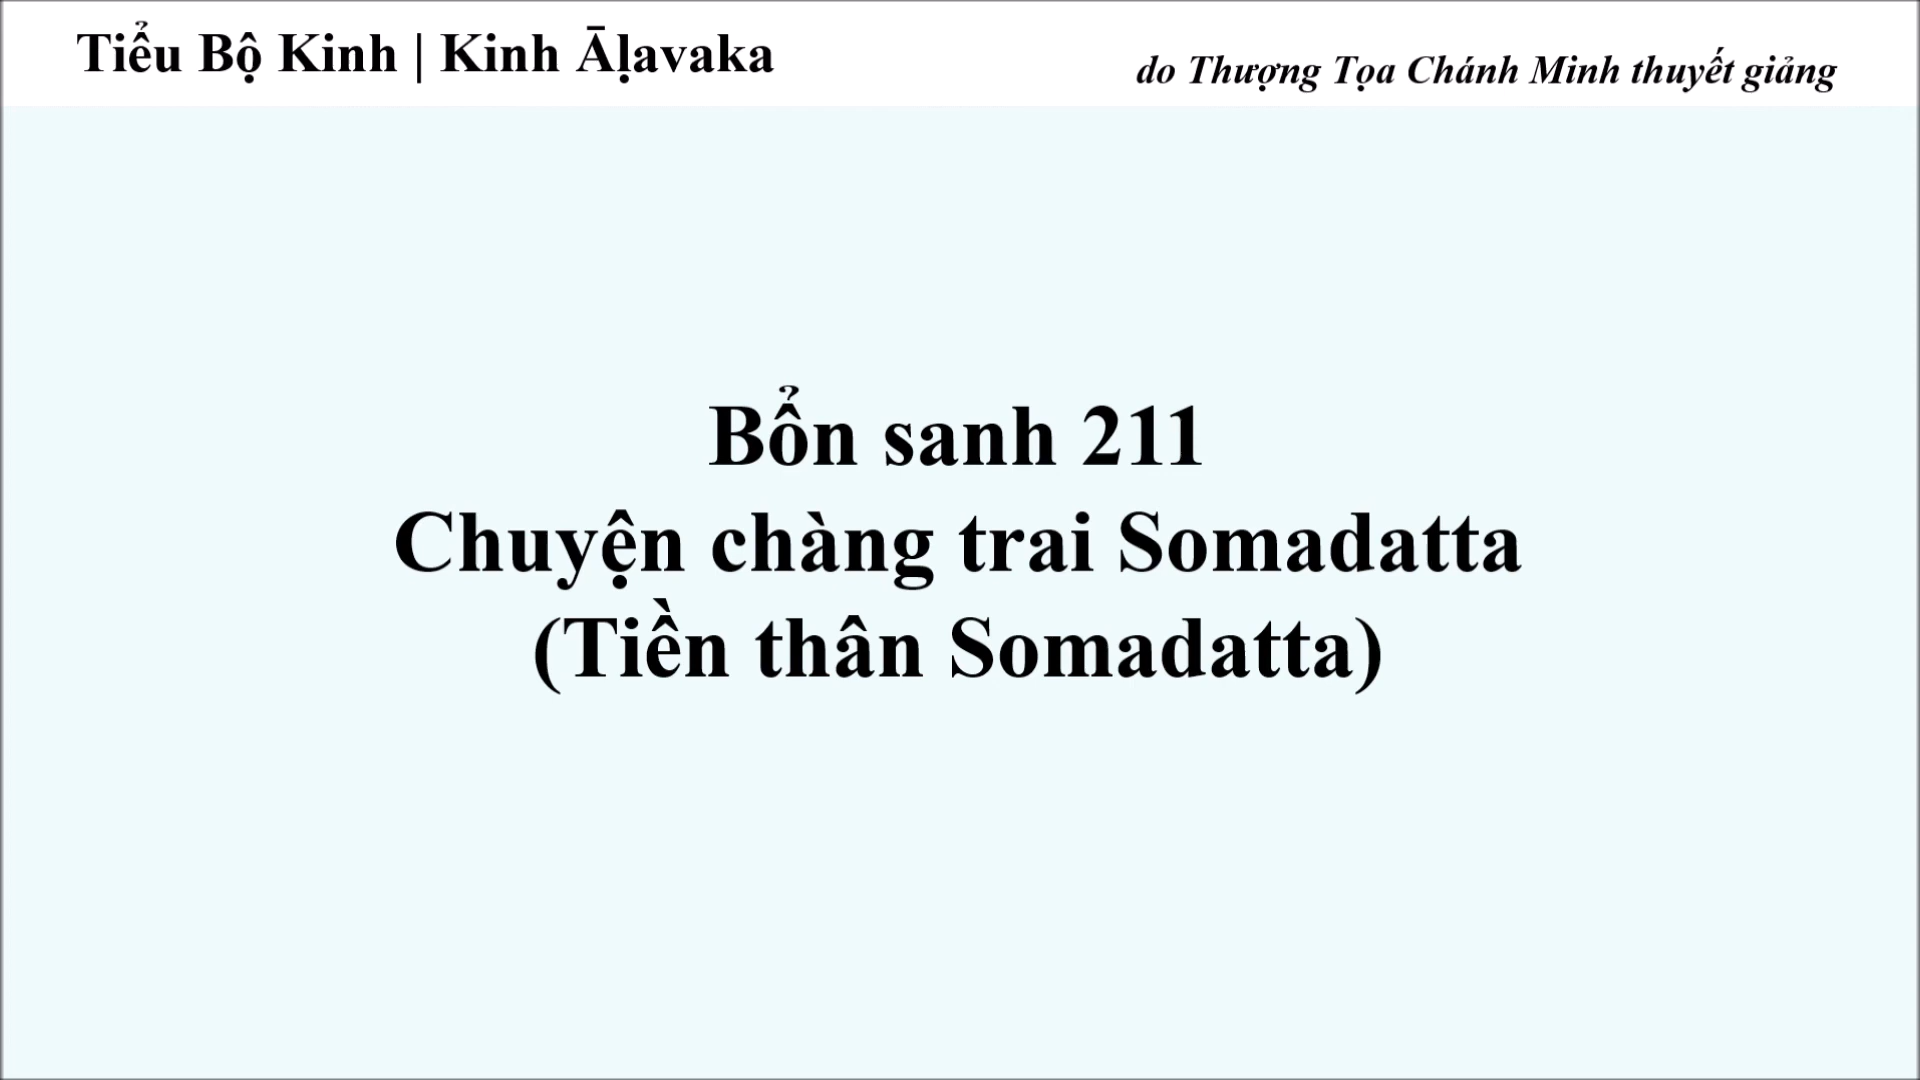 Tiểu Bộ Kinh | Kinh Āḷavaka
do Thượng Tọa Chánh Minh thuyết giảng
Bổn sanh 211
Chuyện chàng trai Somadatta
(Tiền thân Somadatta)